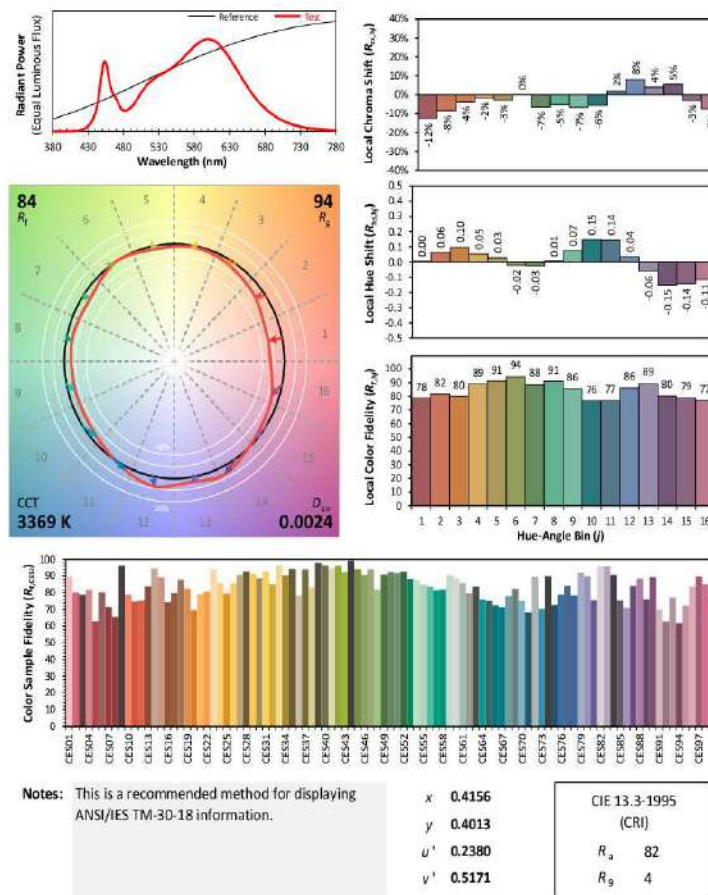 Reference
Test
Radiant Power
(Equal Luminous Flux)
380 430 480 530 580 630 680 730 780
Wavelength (nm)
Local Chroma Shift (Rcs,hj)
40%
30%
20%
10%
0%
-10%
-20%
-30%
-40%
-12% -8% -4% -2% -3% 0% -7% -5% -7% -6% 2% 8% 4% 5% -3%
84
Rf
94
Rg
1
2
3
4
5
6
7
8
9
10
11
12
13
14
15
16
CCT
3369 K
Duv
0.0024
Local Hue Shift (Rhs,hj)
0.5
0.4
0.3
0.2
0.1
0.0
-0.1
-0.2
-0.3
-0.4
-0.5
0.00 0.06 0.10 0.05 0.03 -0.02 -0.03 0.01 0.07 0.15 0.14 0.04 -0.06 -0.15 -0.14 -0.11
Local Color Fidelity (Rf,hj)
100
90
80
70
60
50
40
30
20
10
0
78 82 80 89 91 94 88 91 86 76 77 86 89 80 79 77
1 2 3 4 5 6 7 8 9 10 11 12 13 14 15 16
Hue-Angle Bin (j)
Color Sample Fidelity (Rf,CESi)
100
90
80
70
60
50
40
30
20
10
0
CES01 CES04 CES07 CES10 CES13 CES16 CES19 CES22 CES25 CES28 CES31 CES34 CES37 CES40 CES43 CES46 CES49 CES52 CES55 CES58 CES61 CES64 CES67 CES70 CES73 CES76 CES79 CES82 CES85 CES88 CES91 CES94 CES97
Notes: This is a recommended method for displaying
ANSI/IES TM-30-18 information.
x 0.4156
y 0.4013
u' 0.2380
v' 0.5171
CIE 13.3-1995
(CRI)
Ra 82
R9 4